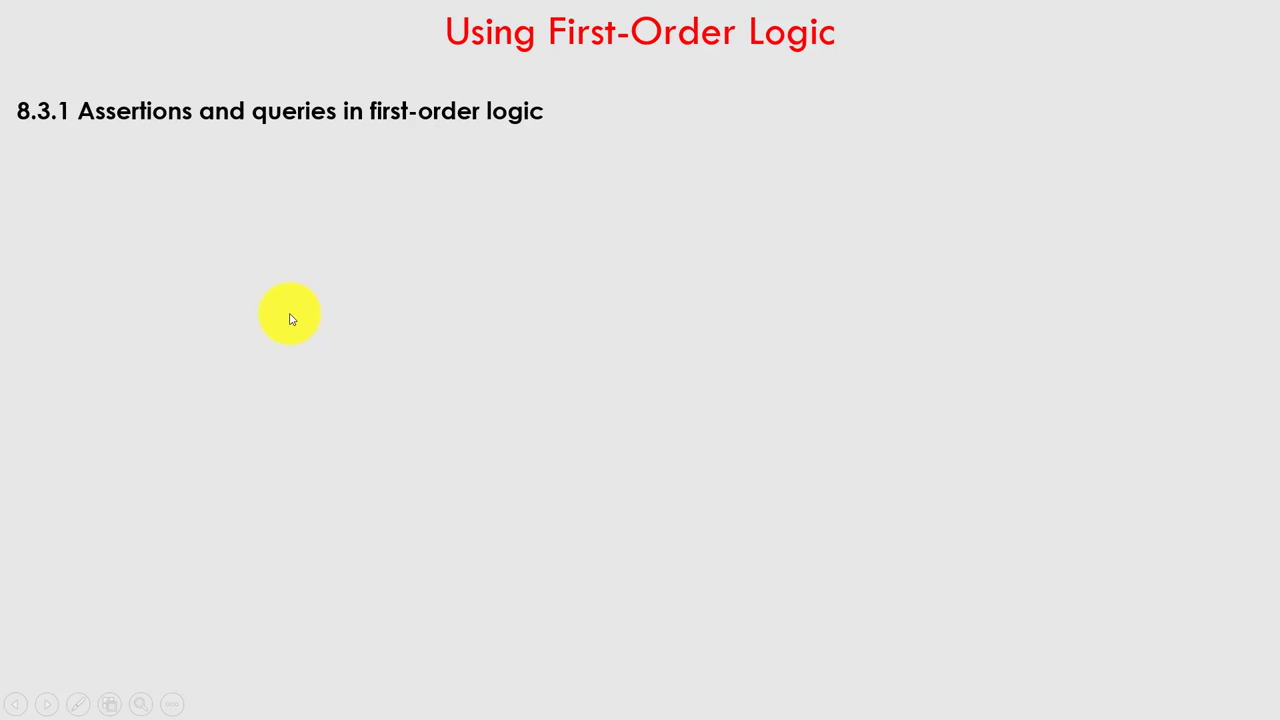 Using First-Order Logic
8.3.1 Assertions and queries in first-order logic